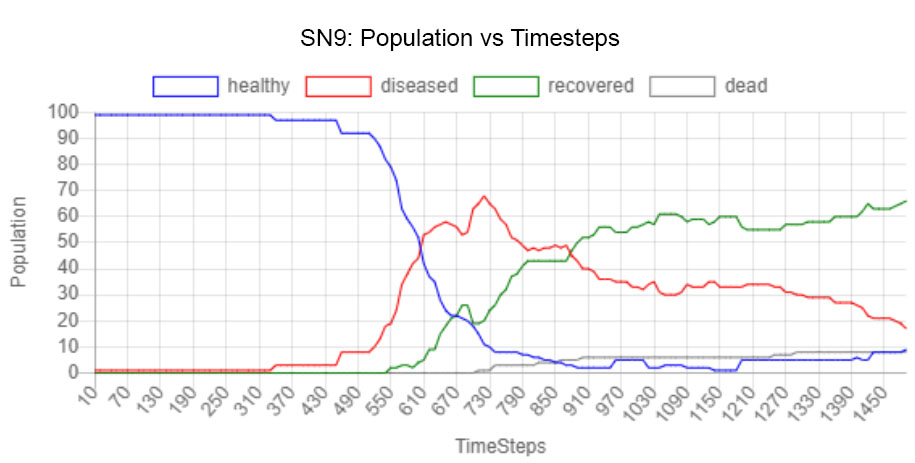 SN9: Population vs Timesteps
healthy diseased recovered dead
100
90
80
70
60
50
40
30
20
10
0
Population
10 70 130 190 250 310 370 430 490 550 610 670 730 790 850 910 970 1030 1090 1150 1210 1270 1330 1390 1450
TimeSteps